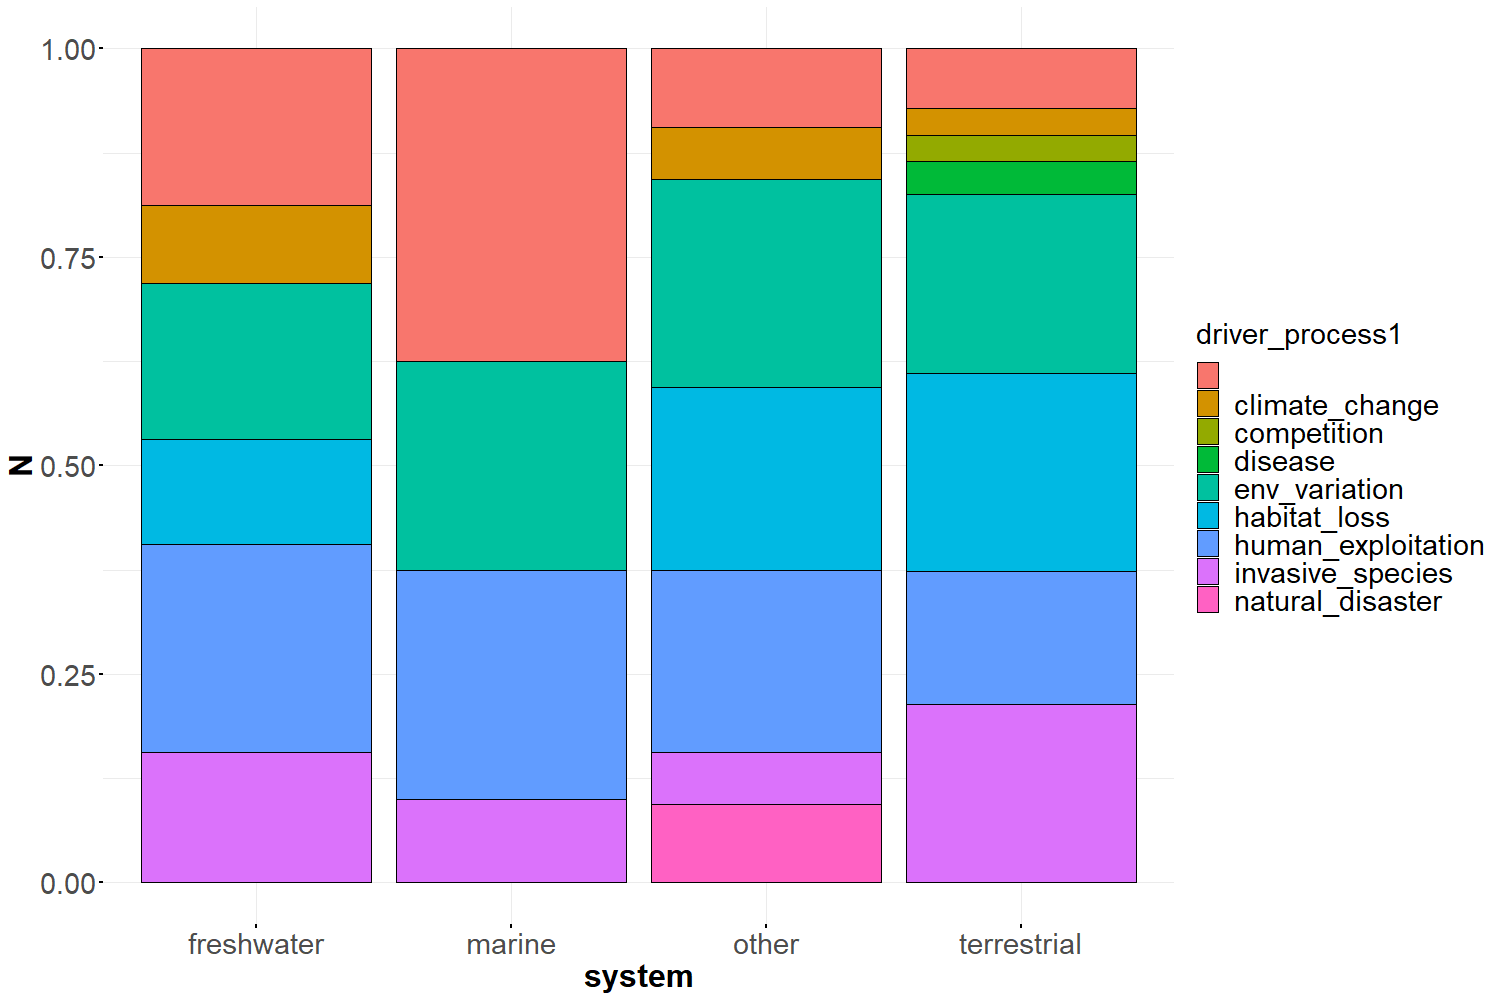 1.00
0.75
0.50
0.25
0.00
N
freshwater
marine
other
terrestrial
system
driver_process1
climate_change
competition
disease
env_variation
habitat_loss
human_exploitation
invasive_species
natural_disaster